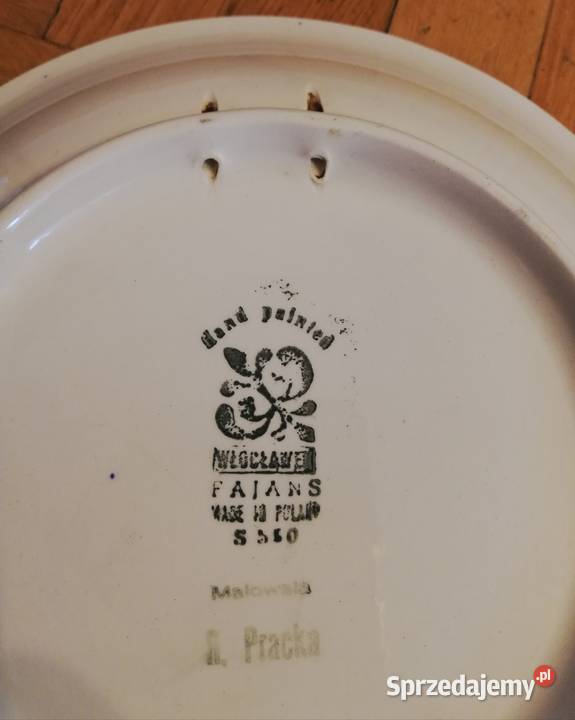 Hand painted
WŁOCŁAWEK
FAJANS
MADE IN POLAND
S 550
Malowała
Pracka
Sprzedajemy.pl